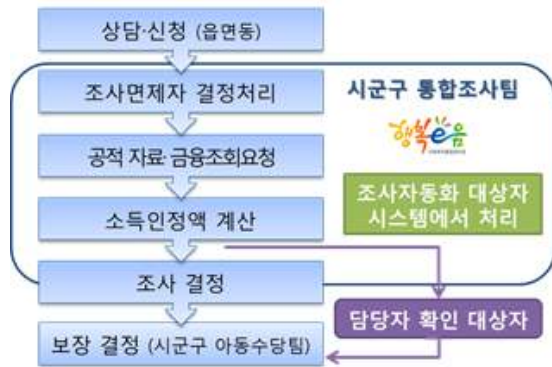 상담·신청 (읍면동)
조사면제자 결정처리
시군구 통합조사팀
행복e음
공적 자료·금융조회요청
조사자동화 대상자
시스템에서 처리
소득인정액 계산
조사 결정
담당자 확인 대상자
보장 결정 (시군구 아동수당팀)